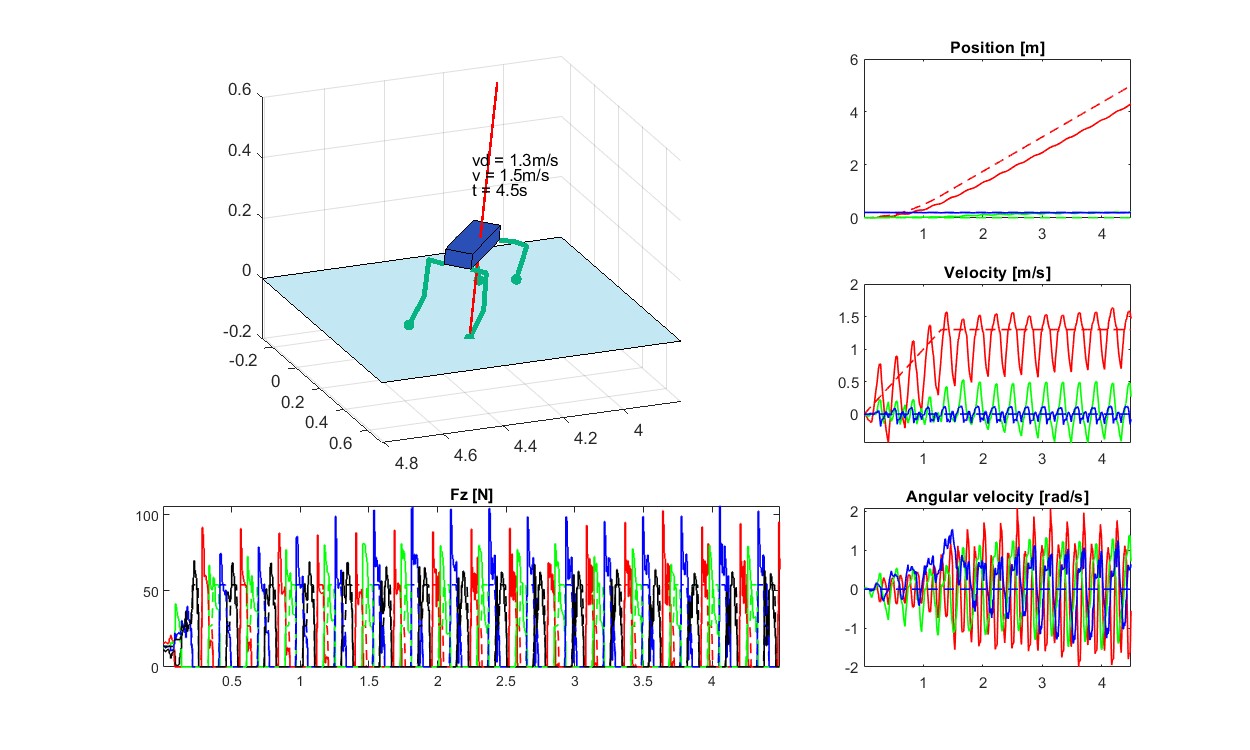 0.6
0.4
0.2
0
-0.2
-0.2
0
0.2
0.4
0.6
4.8
4.6
4.4
4.2
4
vd = 1.3m/s
v = 1.5m/s
t = 4.5s
Position [m]
6
4
2
0
1 2 3 4
Velocity [m/s]
2
1.5
1
0.5
0
1 2 3 4
Fz [N]
100
50
0
0.5 1 1.5 2 2.5 3 3.5 4
Angular velocity [rad/s]
2
1
0
-1
-2
1 2 3 4